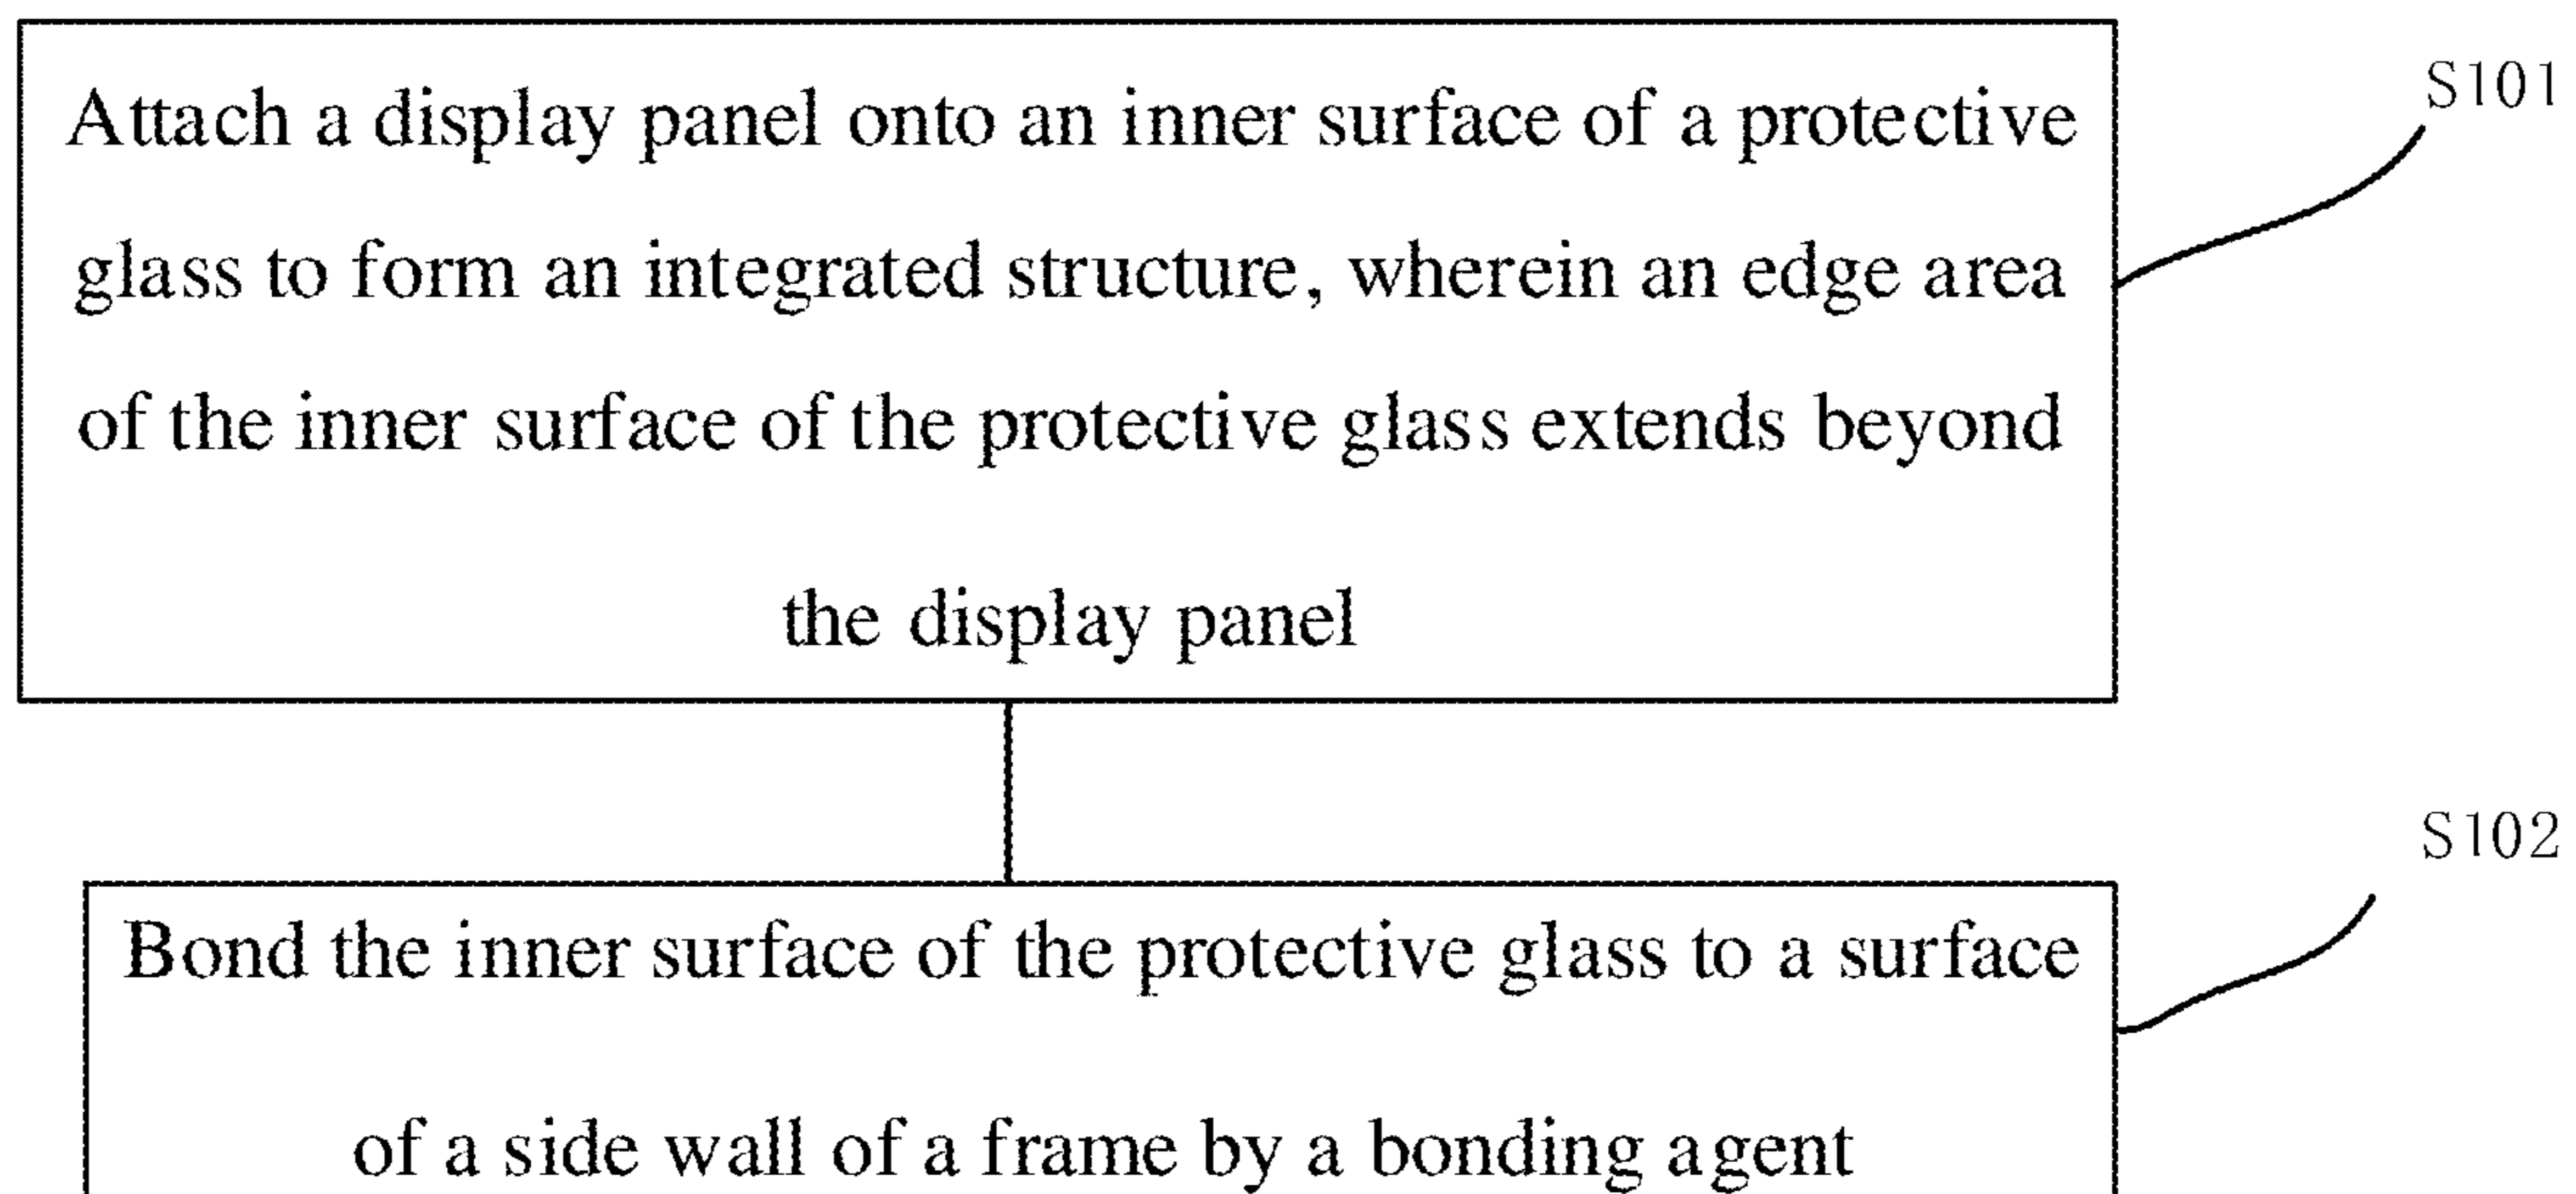 Attach a display panel onto an inner surface of a protective
S101
glass to form an integrated structure, wherein an edge area
of the inner surface of the protective glass extends beyond
the display panel
S102
Bond the inner surface of the protective glass to a surface
of a side wall of a frame by a bonding agent